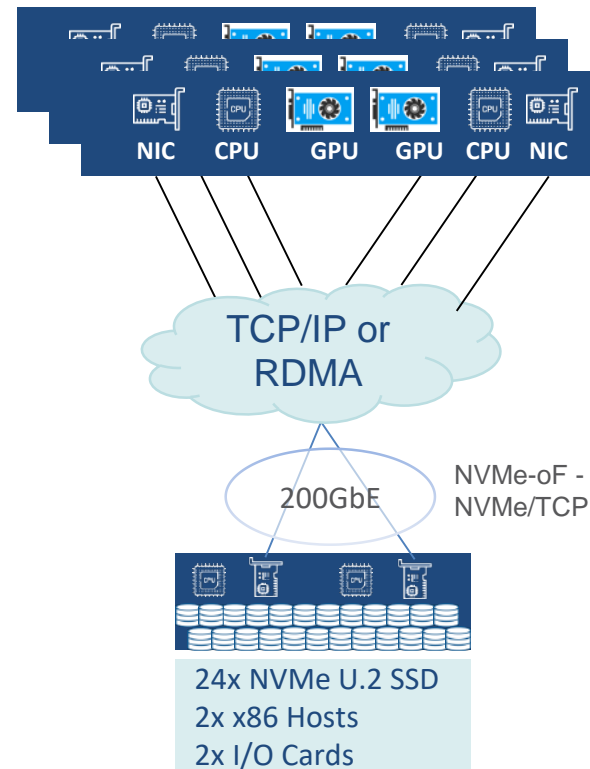 NIC CPU GPU GPU CPU NIC
TCP/IP or
RDMA
200GbE
NVMe-oF -
NVMe/TCP
24x NVMe U.2 SSD
2x x86 Hosts
2x I/O Cards